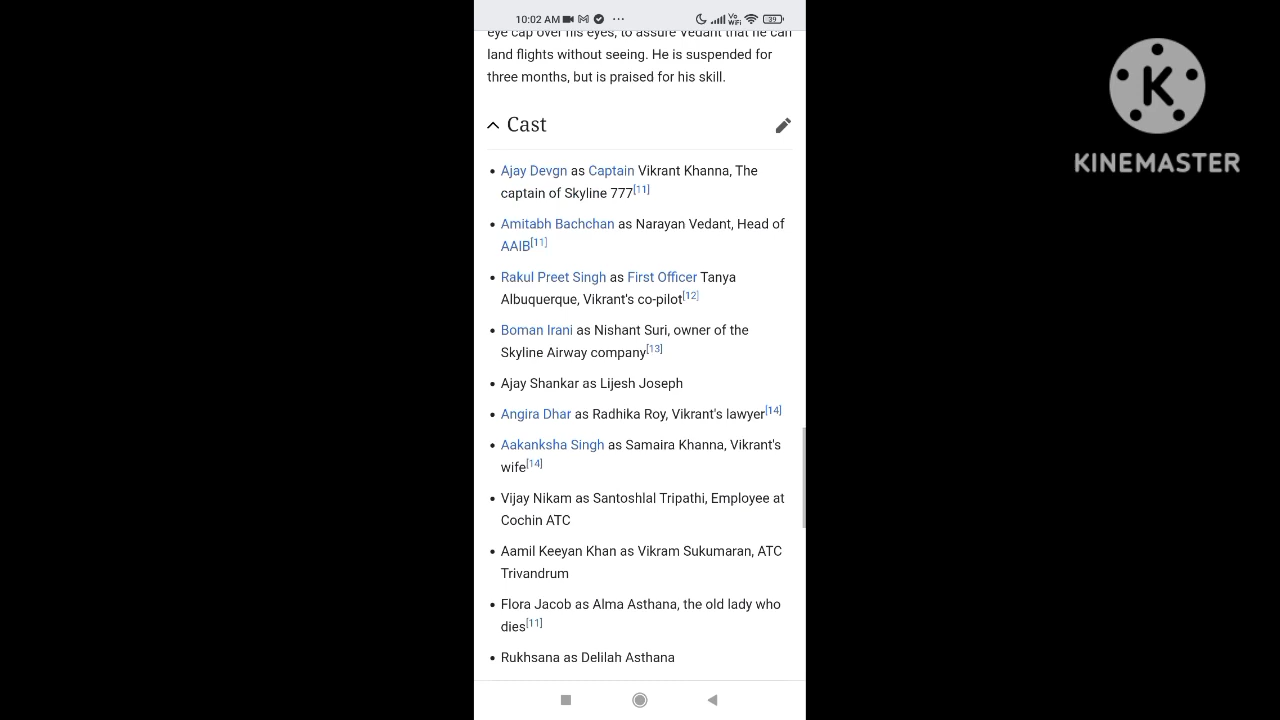 10:02 AM
Vo WiFi
39
eye cap over his eyes, to assure Vedant that he can
land flights without seeing. He is suspended for
three months, but is praised for his skill.
Cast
• Ajay Devgn as Captain Vikrant Khanna, The
captain of Skyline 777[11]
• Amitabh Bachchan as Narayan Vedant, Head of
AAIB[11]
• Rakul Preet Singh as First Officer Tanya
Albuquerque, Vikrant's co-pilot[12]
• Boman Irani as Nishant Suri, owner of the
Skyline Airway company[13]
• Ajay Shankar as Lijesh Joseph
• Angira Dhar as Radhika Roy, Vikrant's lawyer[14]
• Aakanksha Singh as Samaira Khanna, Vikrant's
wife[14]
• Vijay Nikam as Santoshlal Tripathi, Employee at
Cochin ATC
• Aamil Keeyan Khan as Vikram Sukumaran, ATC
Trivandrum
• Flora Jacob as Alma Asthana, the old lady who
dies[11]
• Rukhsana as Delilah Asthana
K
KINEMASTER